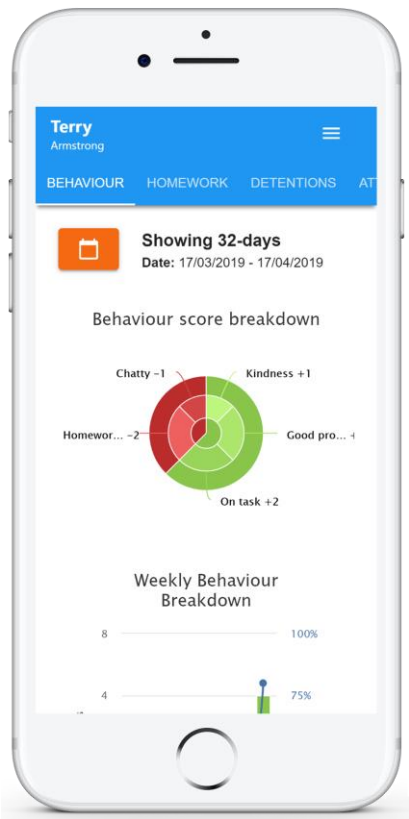 Terry
Armstrong
BEHAVIOUR HOMEWORK DETENTIONS AT
Showing 32-days
Date: 17/03/2019 - 17/04/2019
Behaviour score breakdown
Chatty -1 Kindness +1
Homewor... -2 Good pro...
On task +2
Weekly Behaviour
Breakdown
8 100%
4 75%